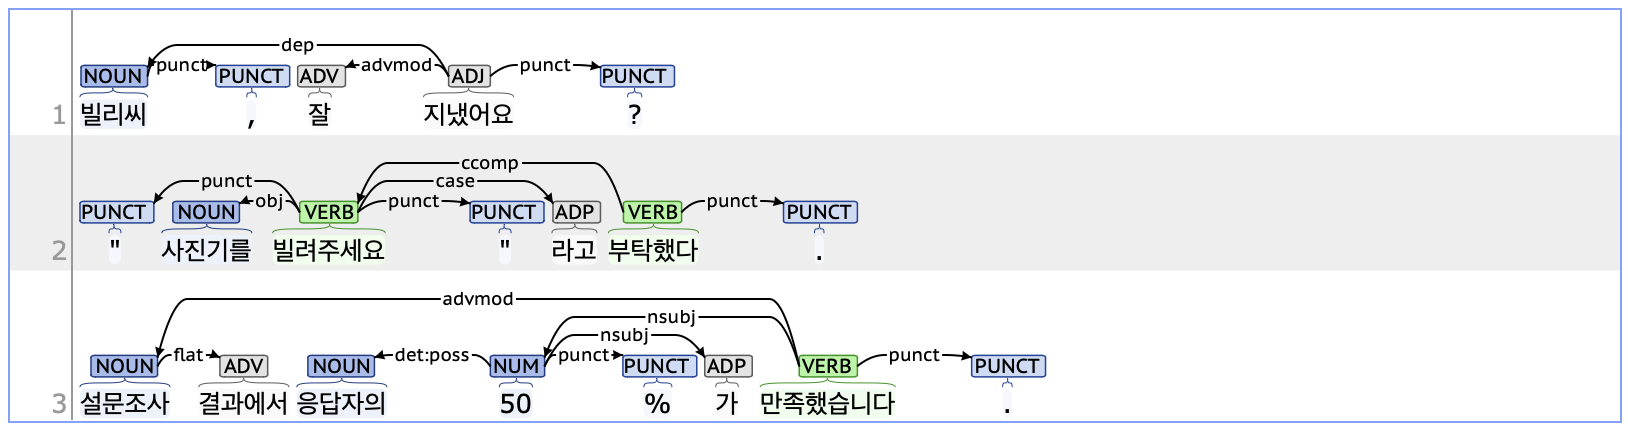 dep
punct advmod punct
NOUN PUNCT ADV ADJ PUNCT
1 빌리씨 , 잘 지냈어요 ?
ccomp
punct case
obj punct punct
PUNCT NOUN VERB PUNCT ADP VERB PUNCT
2 " 사진기를 빌려주세요 " 라고 부탁했다 .
advmod
nsubj
nsubj
flat det:poss punct punct
NOUN ADV NOUN NUM PUNCT ADP VERB PUNCT
3 설문조사 결과에서 응답자의 50 % 가 만족했습니다 .